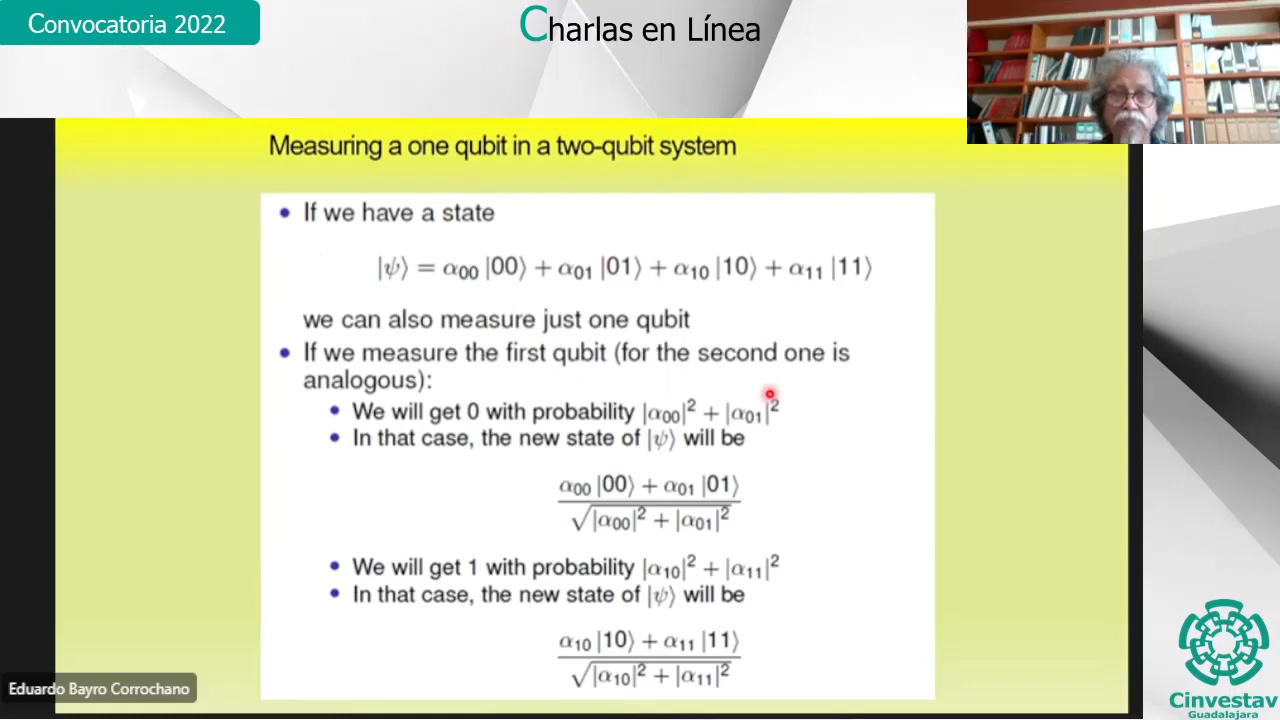 Convocatoria 2022
Charlas en Línea
Measuring a one qubit in a two-qubit system
• If we have a state
|ψ⟩ = α₀₀ |00⟩ + α₀₁ |01⟩ + α₁₀ |10⟩ + α₁₁ |11⟩
we can also measure just one qubit
• If we measure the first qubit (for the second one is
analogous):
• We will get 0 with probability |α₀₀|² + |α₀₁|²
• In that case, the new state of |ψ⟩ will be
α₀₀ |00⟩ + α₀₁ |01⟩
√|α₀₀|² + |α₀₁|²
• We will get 1 with probability |α₁₀|² + |α₁₁|²
• In that case, the new state of |ψ⟩ will be
α₁₀ |10⟩ + α₁₁ |11⟩
√|α₁₀|² + |α₁₁|²
Eduardo Bayro Corrochano
Cinvestav
Guadalajara